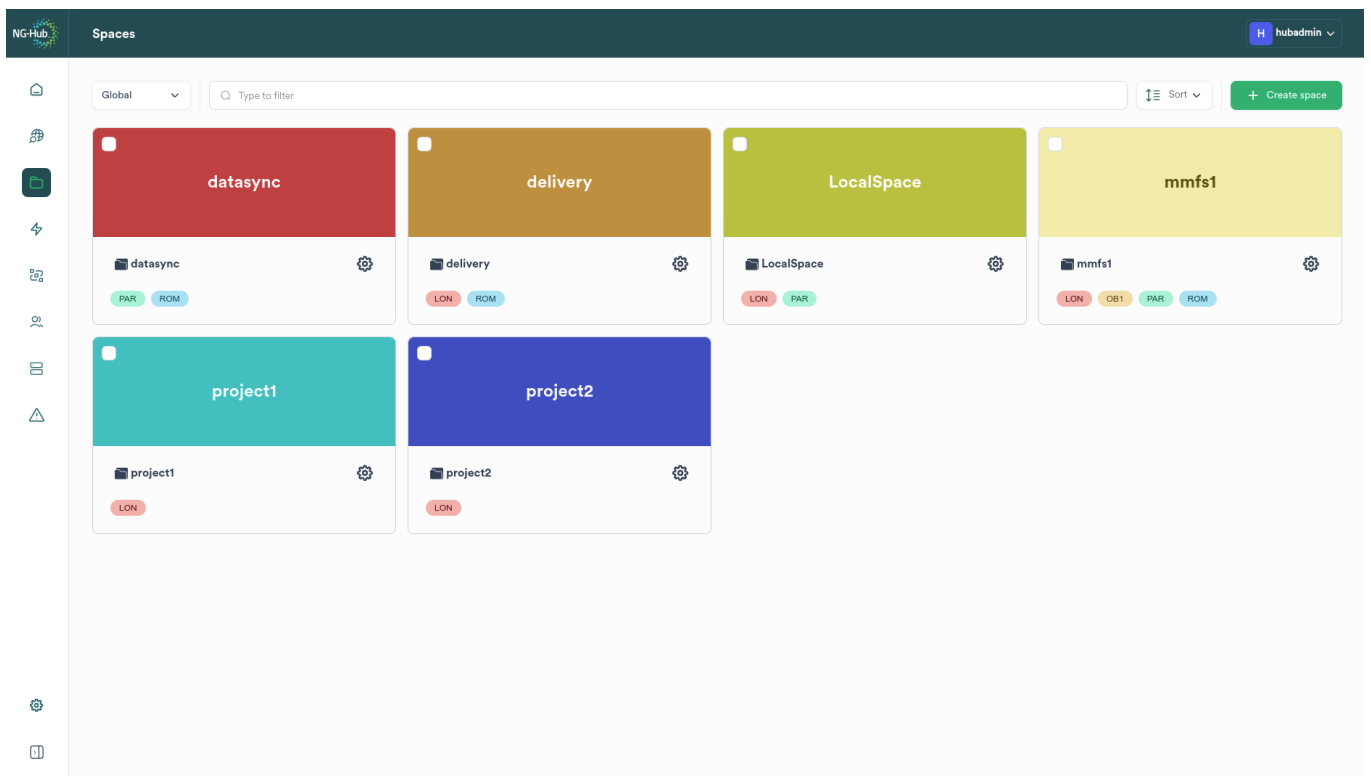 NG-Hub
Spaces
H hubadmin
Global
Type to filter
Sort
+ Create space
datasync
delivery
LocalSpace
mmfs1
datasync
delivery
LocalSpace
mmfs1
PAR ROM
LON ROM
LON PAR
LON OB1 PAR ROM
project1
project2
project1
project2
LON
LON